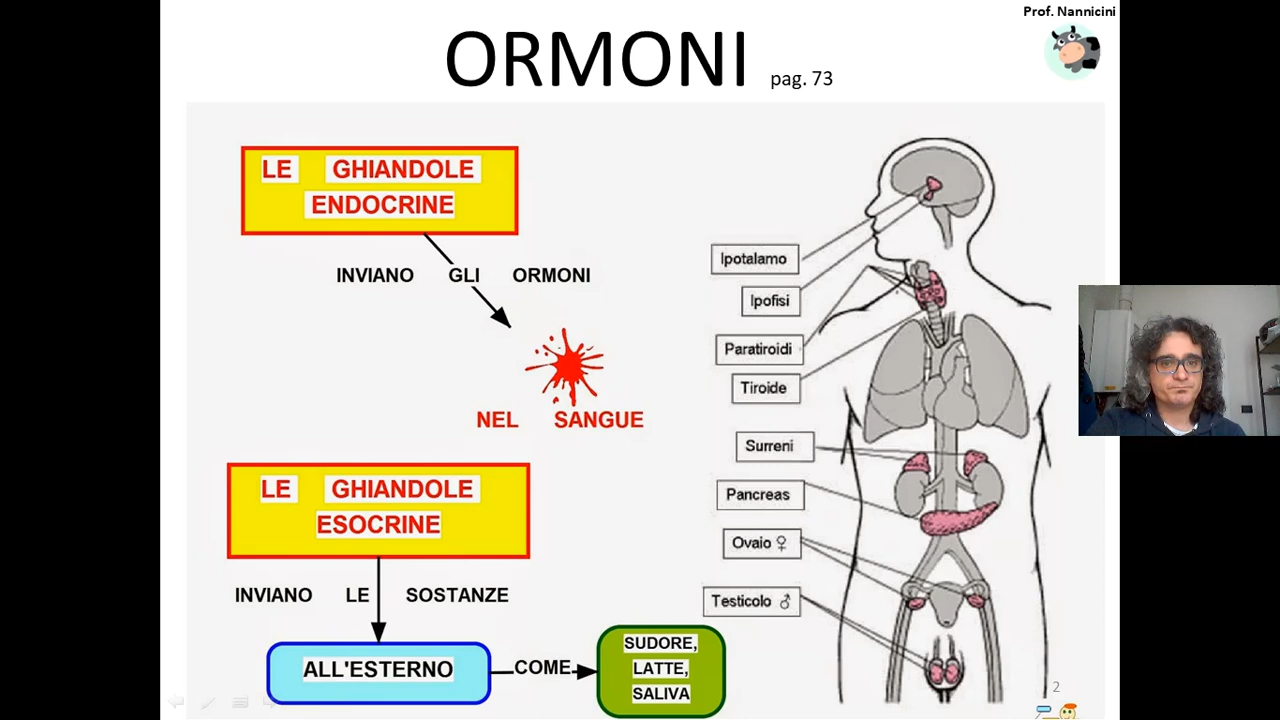 Prof. Nannicini
ORMONI pag. 73
LE GHIANDOLE
ENDOCRINE
INVIANO GLI ORMONI
NEL SANGUE
LE GHIANDOLE
ESOCRINE
INVIANO LE SOSTANZE
ALL'ESTERNO
COME
SUDORE,
LATTE,
SALIVA
Ipotalamo
Ipofisi
Paratiroidi
Tiroide
Surreni
Pancreas
Ovaio ♀
Testicolo ♂
2